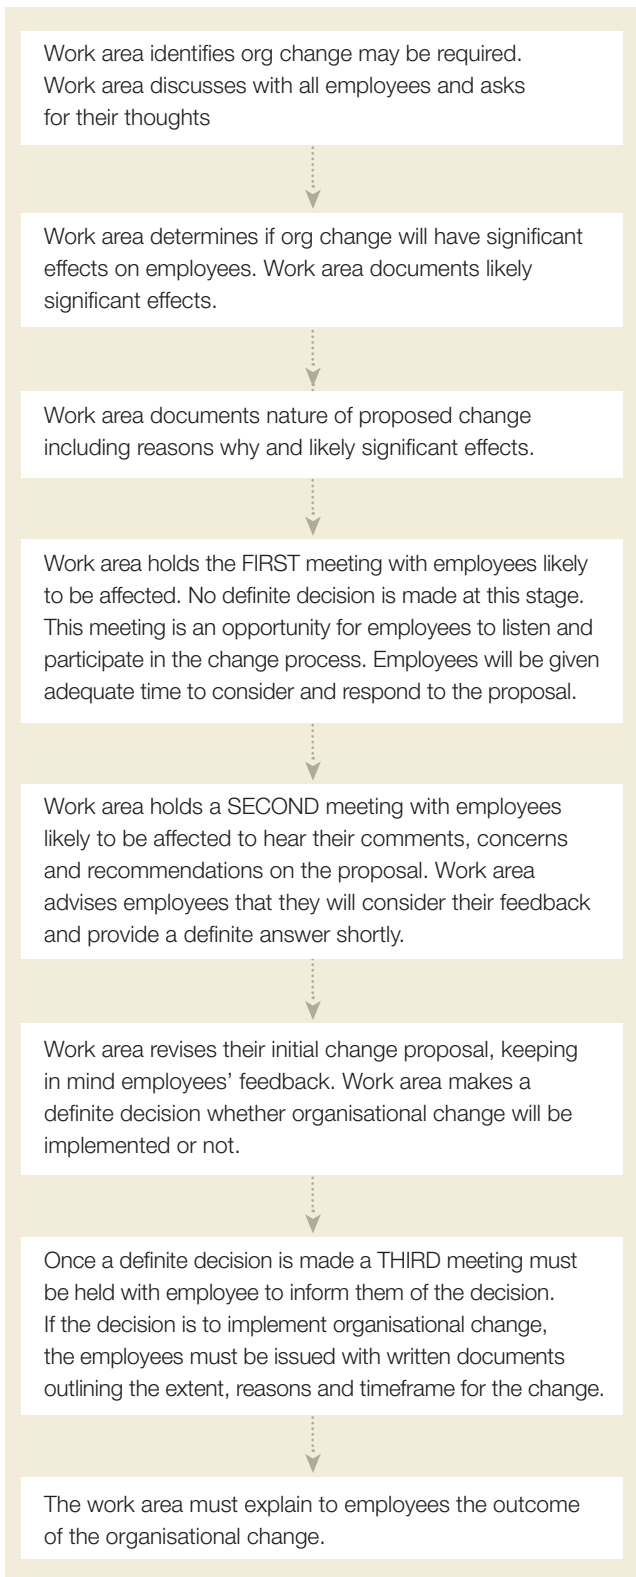 Work area identifies org change may be required.
Work area discusses with all employees and asks
for their thoughts
Work area determines if org change will have significant
effects on employees. Work area documents likely
significant effects.
Work area documents nature of proposed change
including reasons why and likely significant effects.
Work area holds the FIRST meeting with employees likely
to be affected. No definite decision is made at this stage.
This meeting is an opportunity for employees to listen and
participate in the change process. Employees will be given
adequate time to consider and respond to the proposal.
Work area holds a SECOND meeting with employees
likely to be affected to hear their comments, concerns
and recommendations on the proposal. Work area
advises employees that they will consider their feedback
and provide a definite answer shortly.
Work area revises their initial change proposal, keeping
in mind employees’ feedback. Work area makes a
definite decision whether organisational change will be
implemented or not.
Once a definite decision is made a THIRD meeting must
be held with employee to inform them of the decision.
If the decision is to implement organisational change,
the employees must be issued with written documents
outlining the extent, reasons and timeframe for the change.
The work area must explain to employees the outcome
of the organisational change.